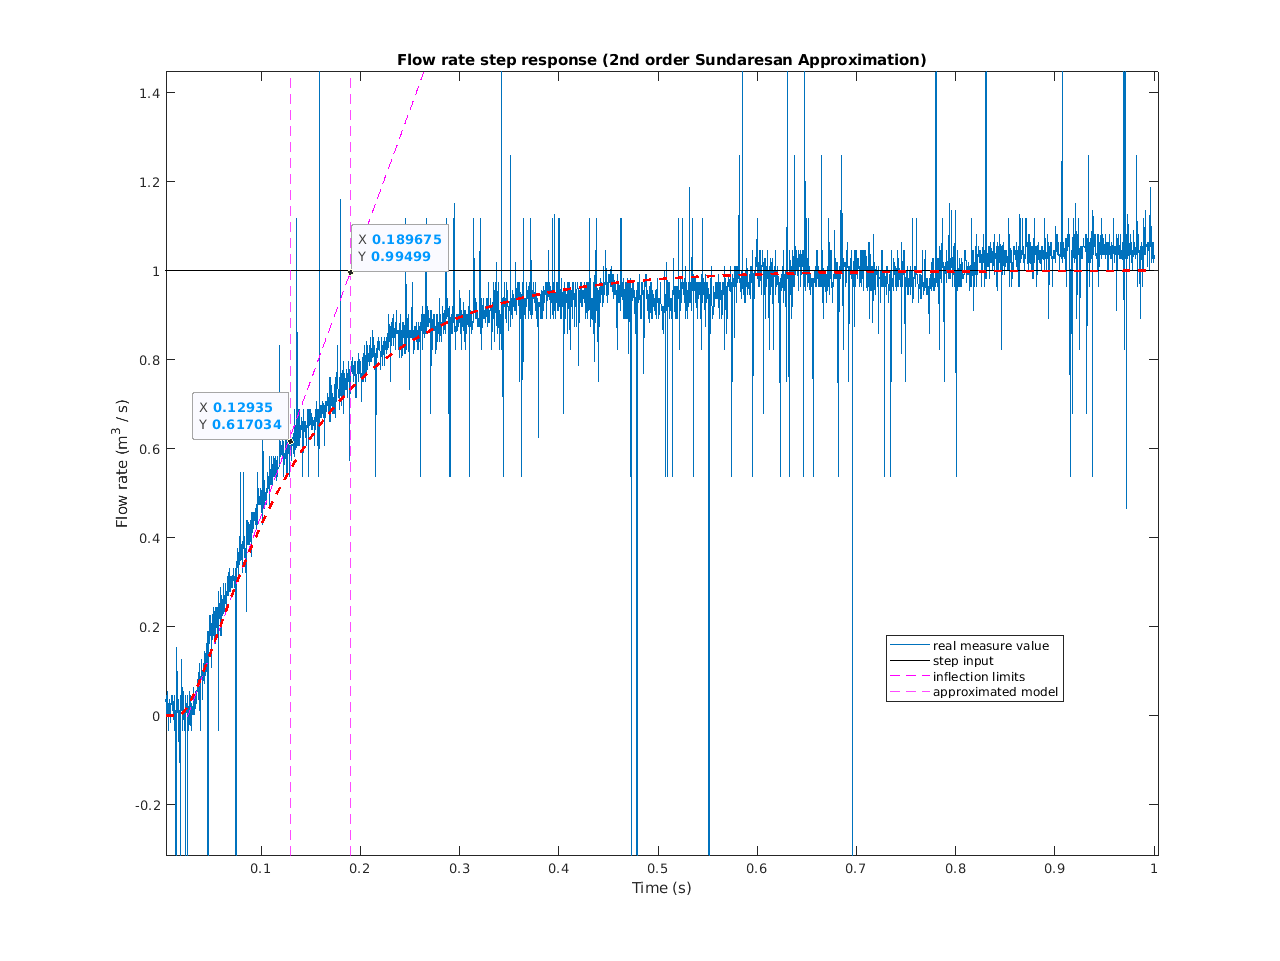 Flow rate step response (2nd order Sundaresan Approximation)
1.4
1.2
1
0.8
0.6
0.4
0.2
0
-0.2
Flow rate (m³ / s)
X 0.189675
Y 0.99499
X 0.12935
Y 0.617034
real measure value
step input
inflection limits
approximated model
0.1 0.2 0.3 0.4 0.5 0.6 0.7 0.8 0.9 1
Time (s)